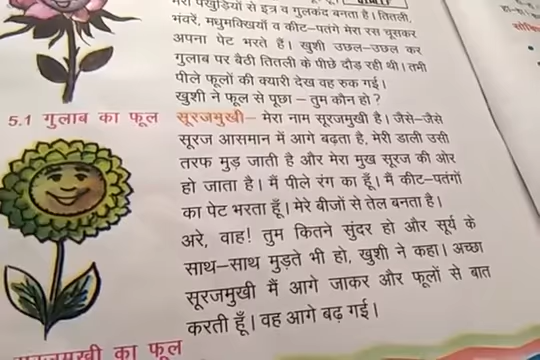 मेरी पंखुड़ियों से इत्र व गुलकंद बनता है। तितली,
भंवरें, मधुमक्खियाँ व कीट–पतंगे मेरा रस चूसकर
अपना पेट भरते हैं। खुशी उछल–उछल कर
गुलाब पर बैठी तितली के पीछे दौड़ रही थी। तभी
पीले फूलों की क्यारी देख वह रुक गई।
खुशी ने फूल से पूछा – तुम कौन हो ?
5.1 गुलाब का फूल
सूरजमुखी – मेरा नाम सूरजमुखी है। जैसे–जैसे
सूरज आसमान में आगे बढ़ता है, मेरी डाली उसी
तरफ मुड़ जाती है और मेरा मुख सूरज की ओर
हो जाता है। मैं पीले रंग का हूँ। मैं कीट–पतंगों
का पेट भरता हूँ। मेरे बीजों से तेल बनता है।
अरे, वाह! तुम कितने सुंदर हो और सूर्य के
साथ–साथ मुड़ते भी हो, खुशी ने कहा। अच्छा
सूरजमुखी मैं आगे जाकर और फूलों से बात
करती हूँ। वह आगे बढ़ गई।
सूरजमुखी का फूल